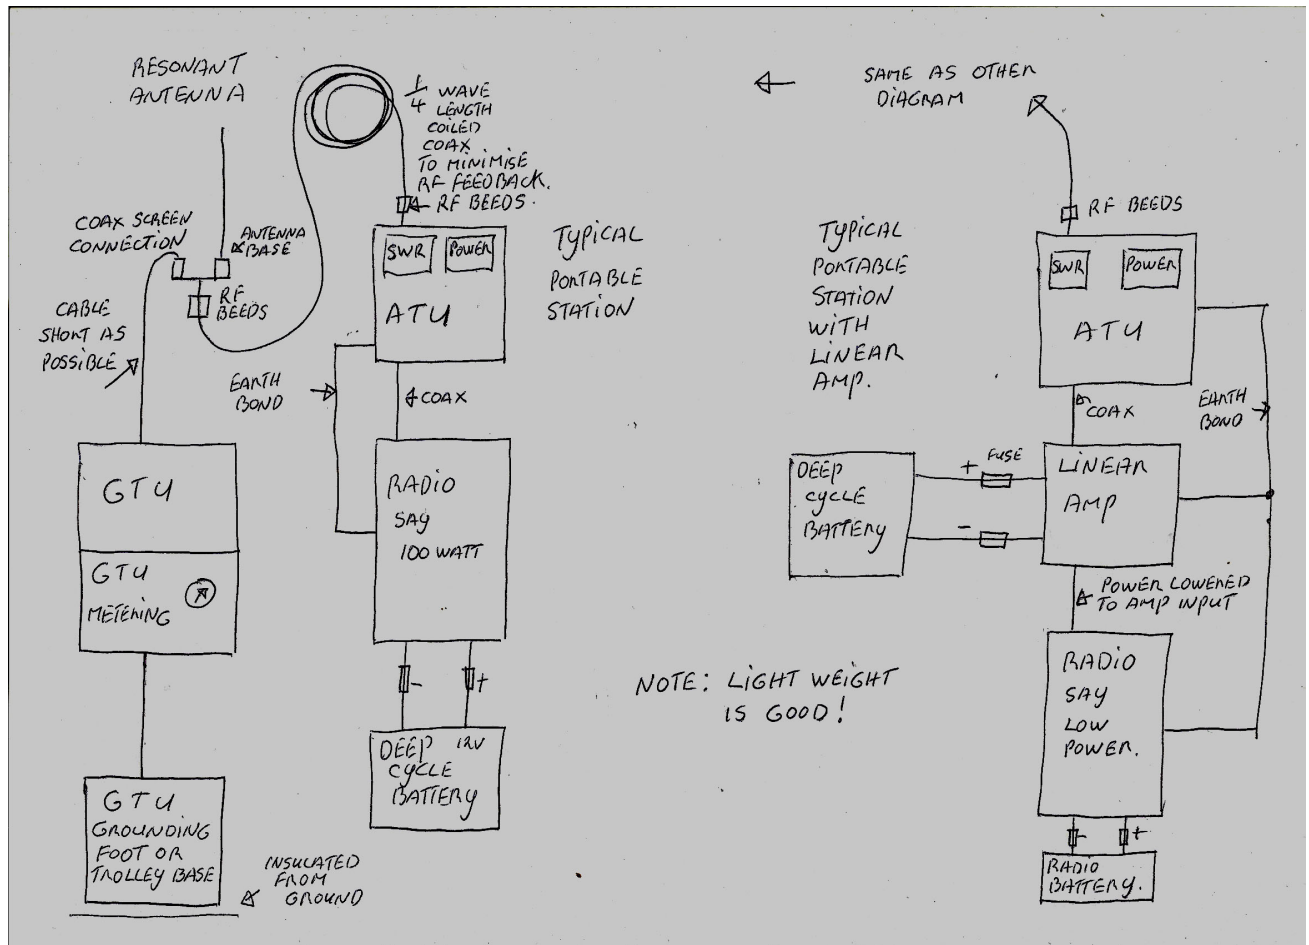 RESONANT
ANTENNA
1/4 WAVE
LENGTH
COILED
COAX
TO MINIMISE
RF FEEDBACK.
RF BEEDS.
COAX SCREEN
CONNECTION
ANTENNA
BASE
RF
BEEDS
CABLE
SHORT AS
POSSIBLE
SWR
POWER
ATU
TYPICAL
PORTABLE
STATION
EARTH
BOND
COAX
GTU
GTU
METERING
RADIO
SAY
100 WATT
- +
DEEP 12V
CYCLE
BATTERY
GTU
GROUNDING
FOOT OR
TROLLEY BASE
INSULATED
FROM
GROUND
SAME AS OTHER
DIAGRAM
RF BEEDS
TYPICAL
PORTABLE
STATION
WITH
LINEAR
AMP.
SWR
POWER
ATU
COAX
EARTH
BOND
DEEP
CYCLE
BATTERY
+ FUSE
-
LINEAR
AMP
POWER LOWERED
TO AMP INPUT
RADIO
SAY
LOW
POWER.
- +
RADIO
BATTERY.
NOTE: LIGHT WEIGHT
IS GOOD!